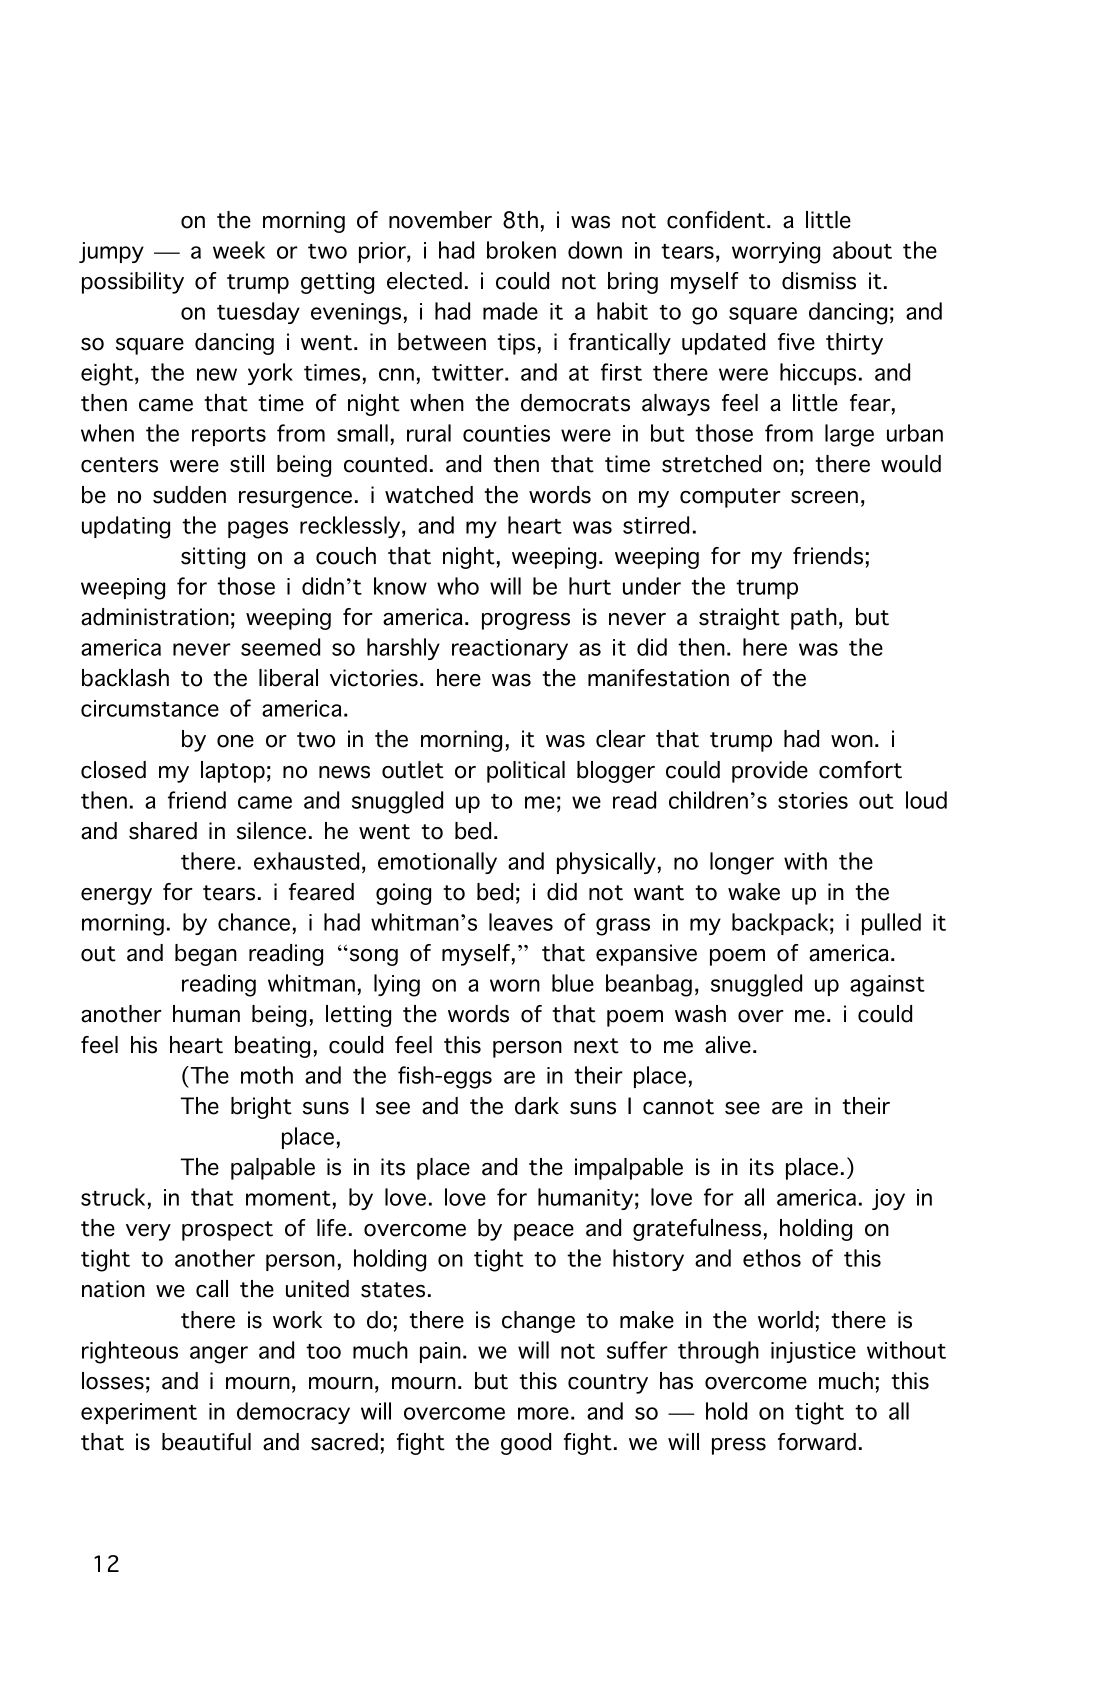 on the morning of november 8th, i was not confident. a little
jumpy — a week or two prior, i had broken down in tears, worrying about the
possibility of trump getting elected. i could not bring myself to dismiss it.
on tuesday evenings, i had made it a habit to go square dancing; and
so square dancing i went. in between tips, i frantically updated five thirty
eight, the new york times, cnn, twitter. and at first there were hiccups. and
then came that time of night when the democrats always feel a little fear,
when the reports from small, rural counties were in but those from large urban
centers were still being counted. and then that time stretched on; there would
be no sudden resurgence. i watched the words on my computer screen,
updating the pages recklessly, and my heart was stirred.
sitting on a couch that night, weeping. weeping for my friends;
weeping for those i didn’t know who will be hurt under the trump
administration; weeping for america. progress is never a straight path, but
america never seemed so harshly reactionary as it did then. here was the
backlash to the liberal victories. here was the manifestation of the
circumstance of america.
by one or two in the morning, it was clear that trump had won. i
closed my laptop; no news outlet or political blogger could provide comfort
then. a friend came and snuggled up to me; we read children’s stories out loud
and shared in silence. he went to bed.
there. exhausted, emotionally and physically, no longer with the
energy for tears. i feared  going to bed; i did not want to wake up in the
morning. by chance, i had whitman’s leaves of grass in my backpack; i pulled it
out and began reading “song of myself,” that expansive poem of america.
reading whitman, lying on a worn blue beanbag, snuggled up against
another human being, letting the words of that poem wash over me. i could
feel his heart beating, could feel this person next to me alive.
(The moth and the fish-eggs are in their place,
The bright suns I see and the dark suns I cannot see are in their
place,
The palpable is in its place and the impalpable is in its place.)
struck, in that moment, by love. love for humanity; love for all america. joy in
the very prospect of life. overcome by peace and gratefulness, holding on
tight to another person, holding on tight to the history and ethos of this
nation we call the united states.
there is work to do; there is change to make in the world; there is
righteous anger and too much pain. we will not suffer through injustice without
losses; and i mourn, mourn, mourn. but this country has overcome much; this
experiment in democracy will overcome more. and so — hold on tight to all
that is beautiful and sacred; fight the good fight. we will press forward.
12